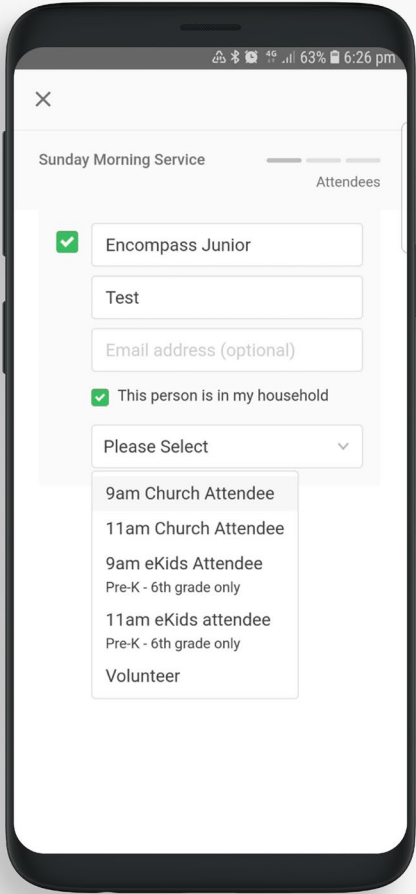 4G 63% 6:26 pm
Sunday Morning Service
Attendees
Encompass Junior
Test
Email address (optional)
This person is in my household
Please Select
9am Church Attendee
11am Church Attendee
9am eKids Attendee
Pre-K - 6th grade only
11am eKids attendee
Pre-K - 6th grade only
Volunteer